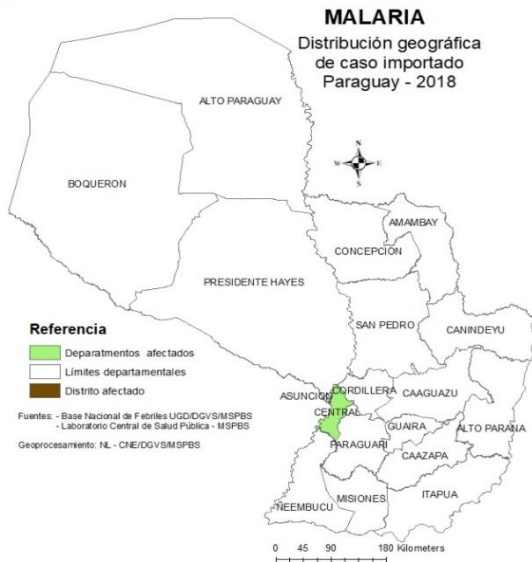 MALARIA
Distribución geográfica
de caso importado
Paraguay - 2018
ALTO PARAGUAY
N
W E
S
BOQUERON
AMAMBAY
CONCEPCION
PRESIDENTE HAYES
SAN PEDRO
CANINDEYU
Referencia
Deparatmentos afectados
Límites departamentales
Distrito afectado
ASUNCION
CORDILLERA
CAAGUAZU
CENTRAL
Fuentes: - Base Nacional de Febriles UGD/DGVS/MSPBS
- Laboratorio Central de Salud Pública - MSPBS
GUAIRA
ALTO PARANA
PARAGUARI
Geoprocesamiento: NL - CNE/DGVS/MSPBS
CAAZAPA
MISIONES
ITAPUA
NEEMBUCU
0 45 90 180 Kilometers